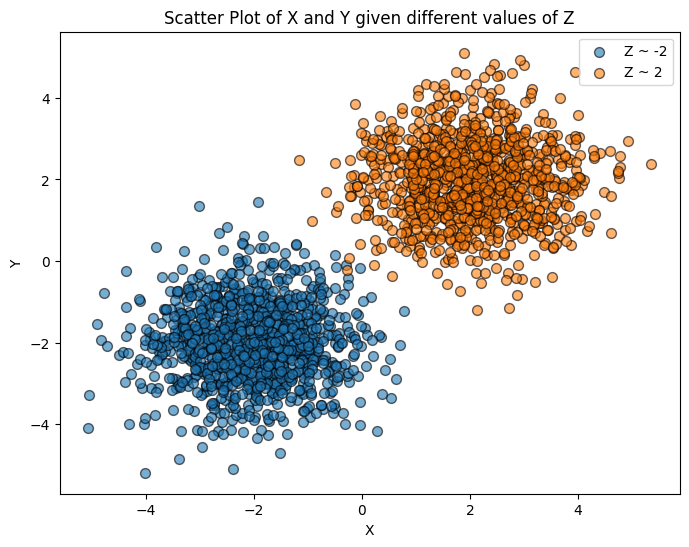 Scatter Plot of X and Y given different values of Z
Z ~ -2
Z ~ 2
4
2
0
−2
−4
Y
−4
−2
0
2
4
X